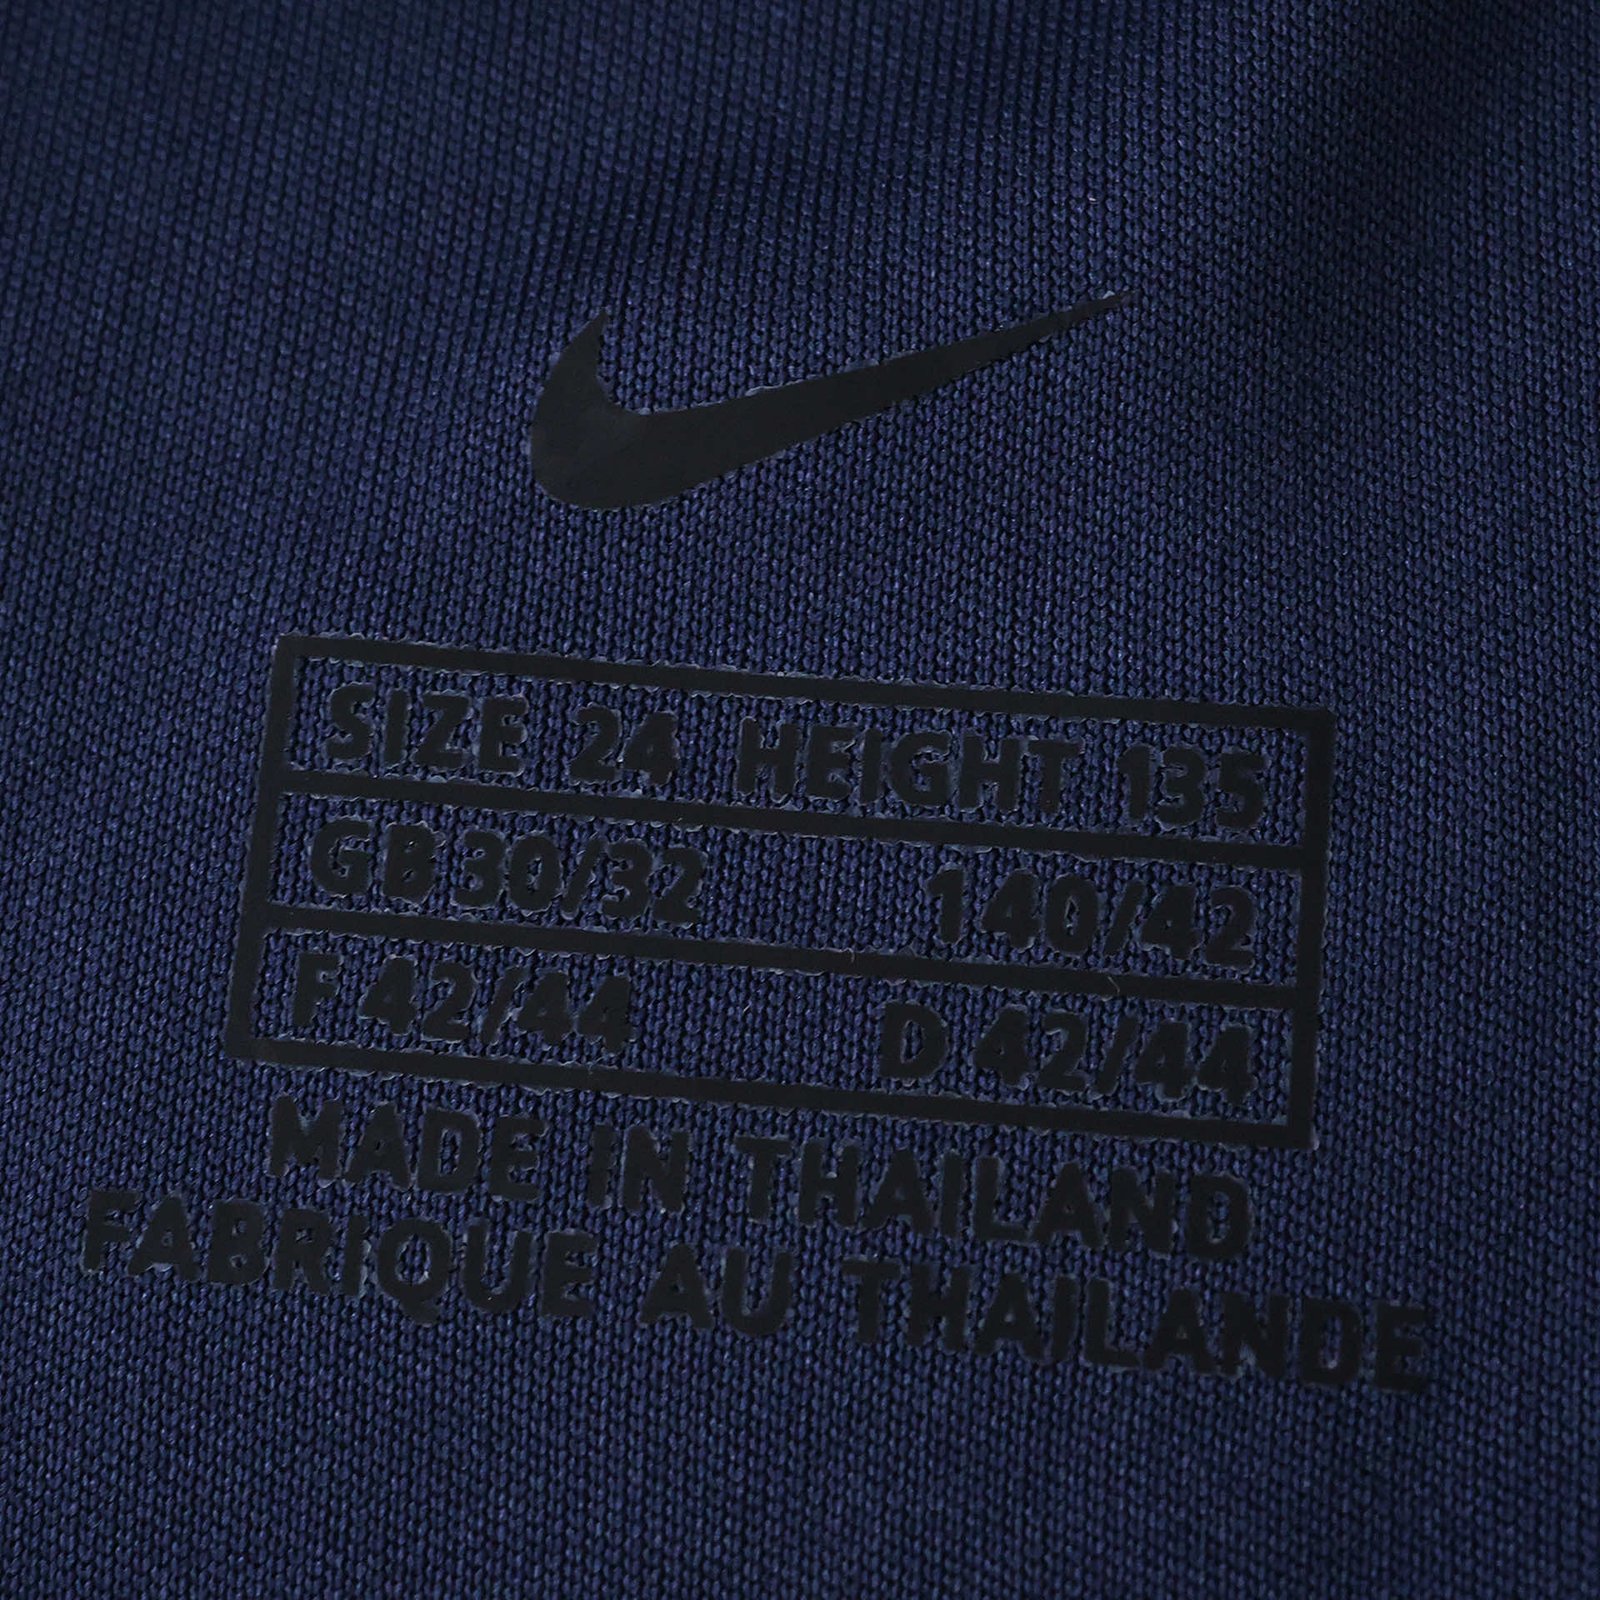 SIZE 24 HEIGHT 135
GB 30/32 140/42
F 42/44 D 42/44
MADE IN THAILAND
FABRIQUE AU THAILANDE